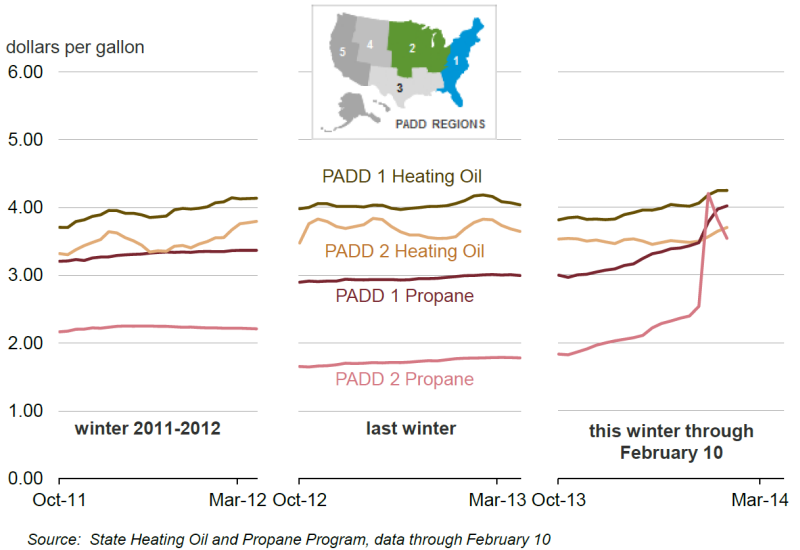 dollars per gallon
6.00
5.00
4.00
3.00
2.00
1.00
0.00
5
4
2
1
3
PADD REGIONS
PADD 1 Heating Oil
PADD 2 Heating Oil
PADD 1 Propane
PADD 2 Propane
winter 2011-2012
last winter
this winter through
February 10
Oct-11
Mar-12
Oct-12
Mar-13
Oct-13
Mar-14
Source: State Heating Oil and Propane Program, data through February 10